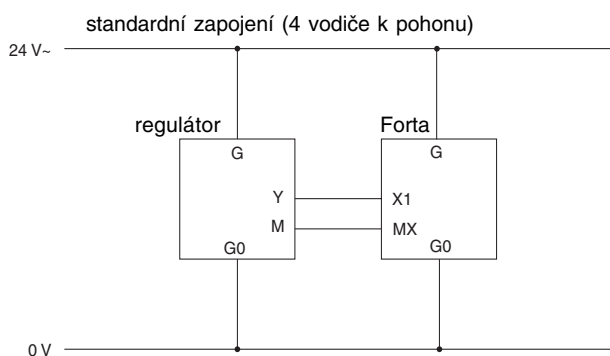 standardní zapojení (4 vodiče k pohonu)
24 V~
regulátor
Forta
G
G
Y
X1
M
MX
G0
G0
0 V